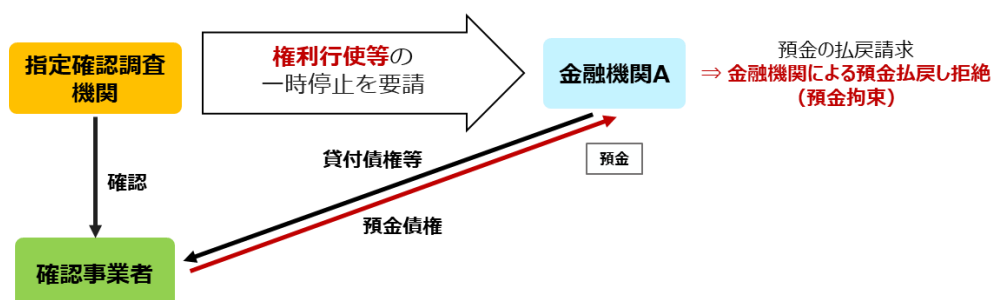 指定確認調査
機関
権利行使等の
一時停止を要請
金融機関A
預金の払戻請求
⇒ 金融機関による預金払戻し拒絶
(預金拘束)
貸付債権等
預金
確認
預金債権
確認事業者